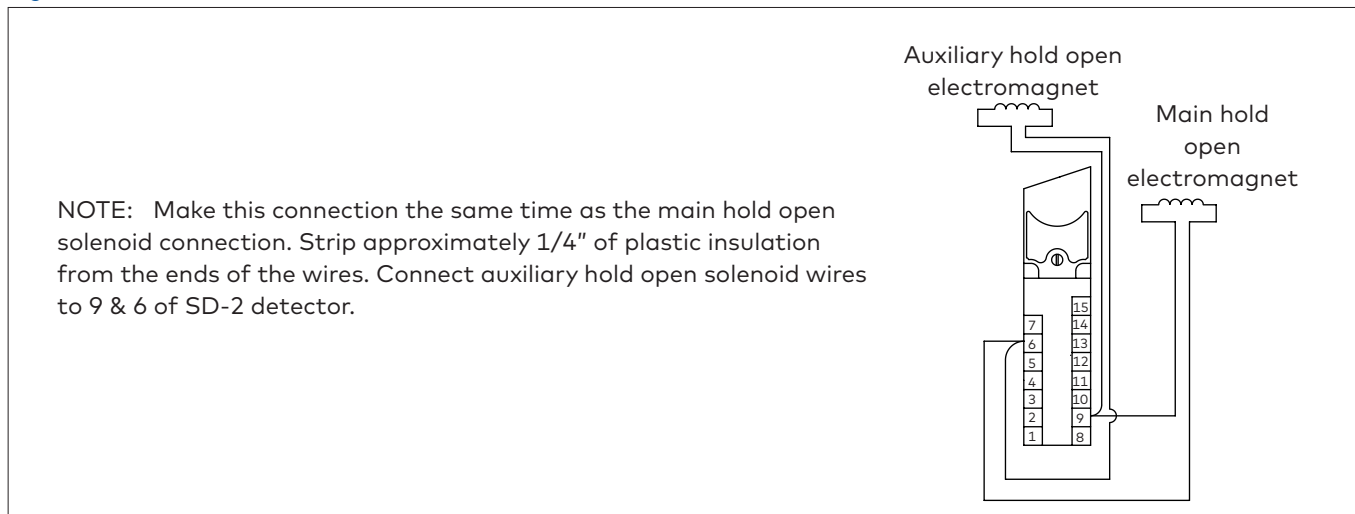 Auxiliary hold open
electromagnet
Main hold
open
electromagnet
NOTE: Make this connection the same time as the main hold open
solenoid connection. Strip approximately 1/4" of plastic insulation
from the ends of the wires. Connect auxiliary hold open solenoid wires
to 9 & 6 of SD-2 detector.
15
7 14
6 13
5 12
4 11
3 10
2 9
1 8